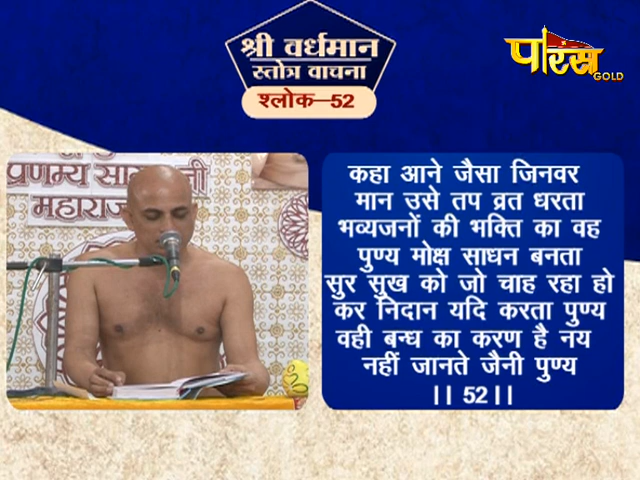 श्री वर्धमान
स्तोत्र वाचना
श्लोक–52
पारस
GOLD
प्रणम्य
महाराज
कहा आने जैसा जिनवर
मान उसे तप व्रत धरता
भव्यजनों की भक्ति का वह
पुण्य मोक्ष साधन बनता
सुर सुख को जो चाह रहा हो
कर निदान यदि करता पुण्य
वही बन्ध का करण है नय
नहीं जानते जैनी पुण्य
।। 52 ।।